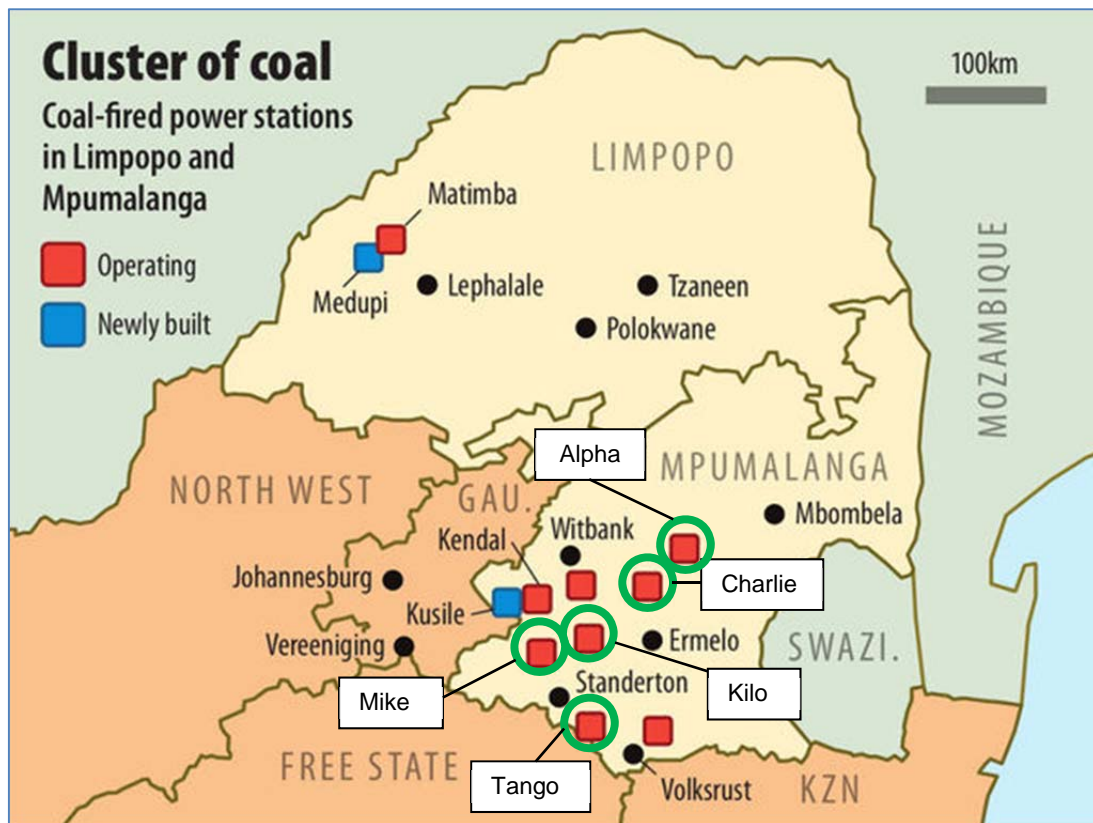 Cluster of coal
Coal-fired power stations
in Limpopo and
Mpumalanga
Operating
Newly built
100km
LIMPOPO
Matimba
Medupi
Lephalale
Tzaneen
Polokwane
MOZAMBIQUE
Alpha
MPUMALANGA
NORTH WEST
GAU.
Kendal
Witbank
Mbombela
Johannesburg
Charlie
Kusile
Vereeniging
Ermelo
SWAZI.
Mike
Standerton
Kilo
FREE STATE
Tango
Volksrust
KZN